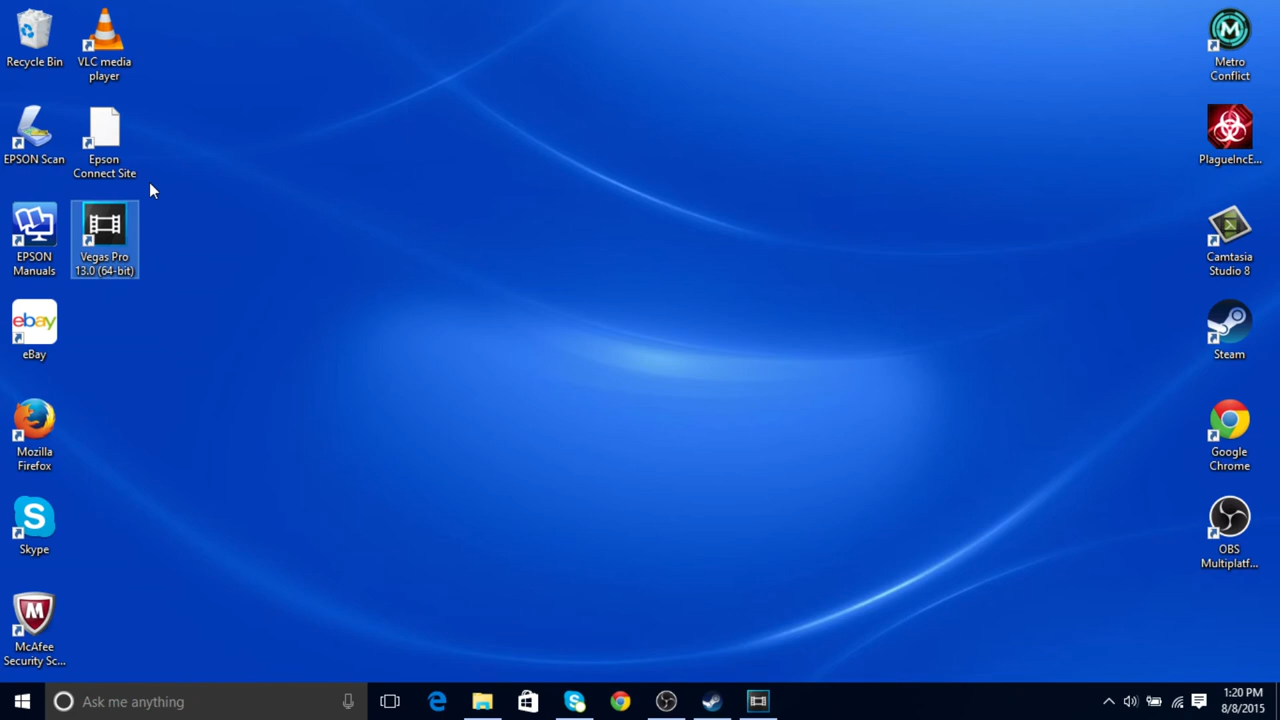 Recycle Bin
VLC media
player
EPSON Scan
Epson
Connect Site
EPSON
Manuals
Vegas Pro
13.0 (64-bit)
ebay
eBay
Mozilla
Firefox
S
Skype
M
McAfee
Security Sc...
M
Metro
Conflict
PlagueIncE...
Camtasia
Studio 8
Steam
Google
Chrome
OBS
Multiplatf...
Ask me anything
1:20 PM
8/8/2015